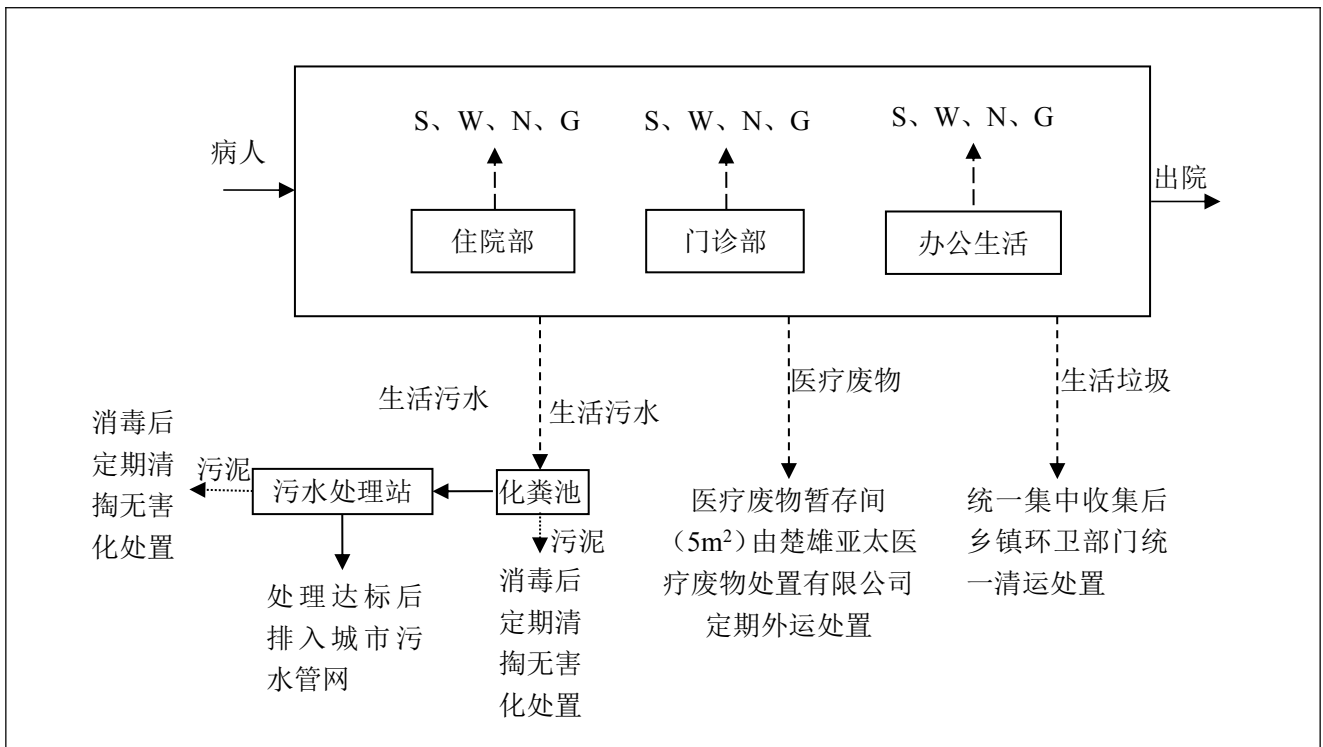 S、W、N、G
S、W、N、G
S、W、N、G
病人
出院
住院部
门诊部
办公生活
生活污水
生活污水
医疗废物
生活垃圾
消毒后
定期清
掏无害
化处置
污泥
污水处理站
化粪池
污泥
处理达标后
排入城市污
水管网
消毒后
定期清
掏无害
化处置
医疗废物暂存间
（5m²）由楚雄亚太医
疗废物处置有限公司
定期外运处置
统一集中收集后
乡镇环卫部门统
一清运处置